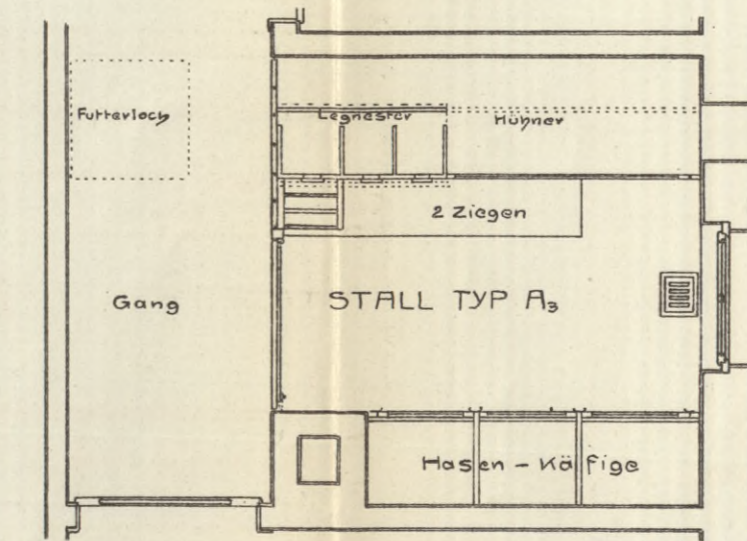 Futterloch
Legnester
Hühner
2 Ziegen
Gang
STALL TYP A₃
Hasen - Käfige